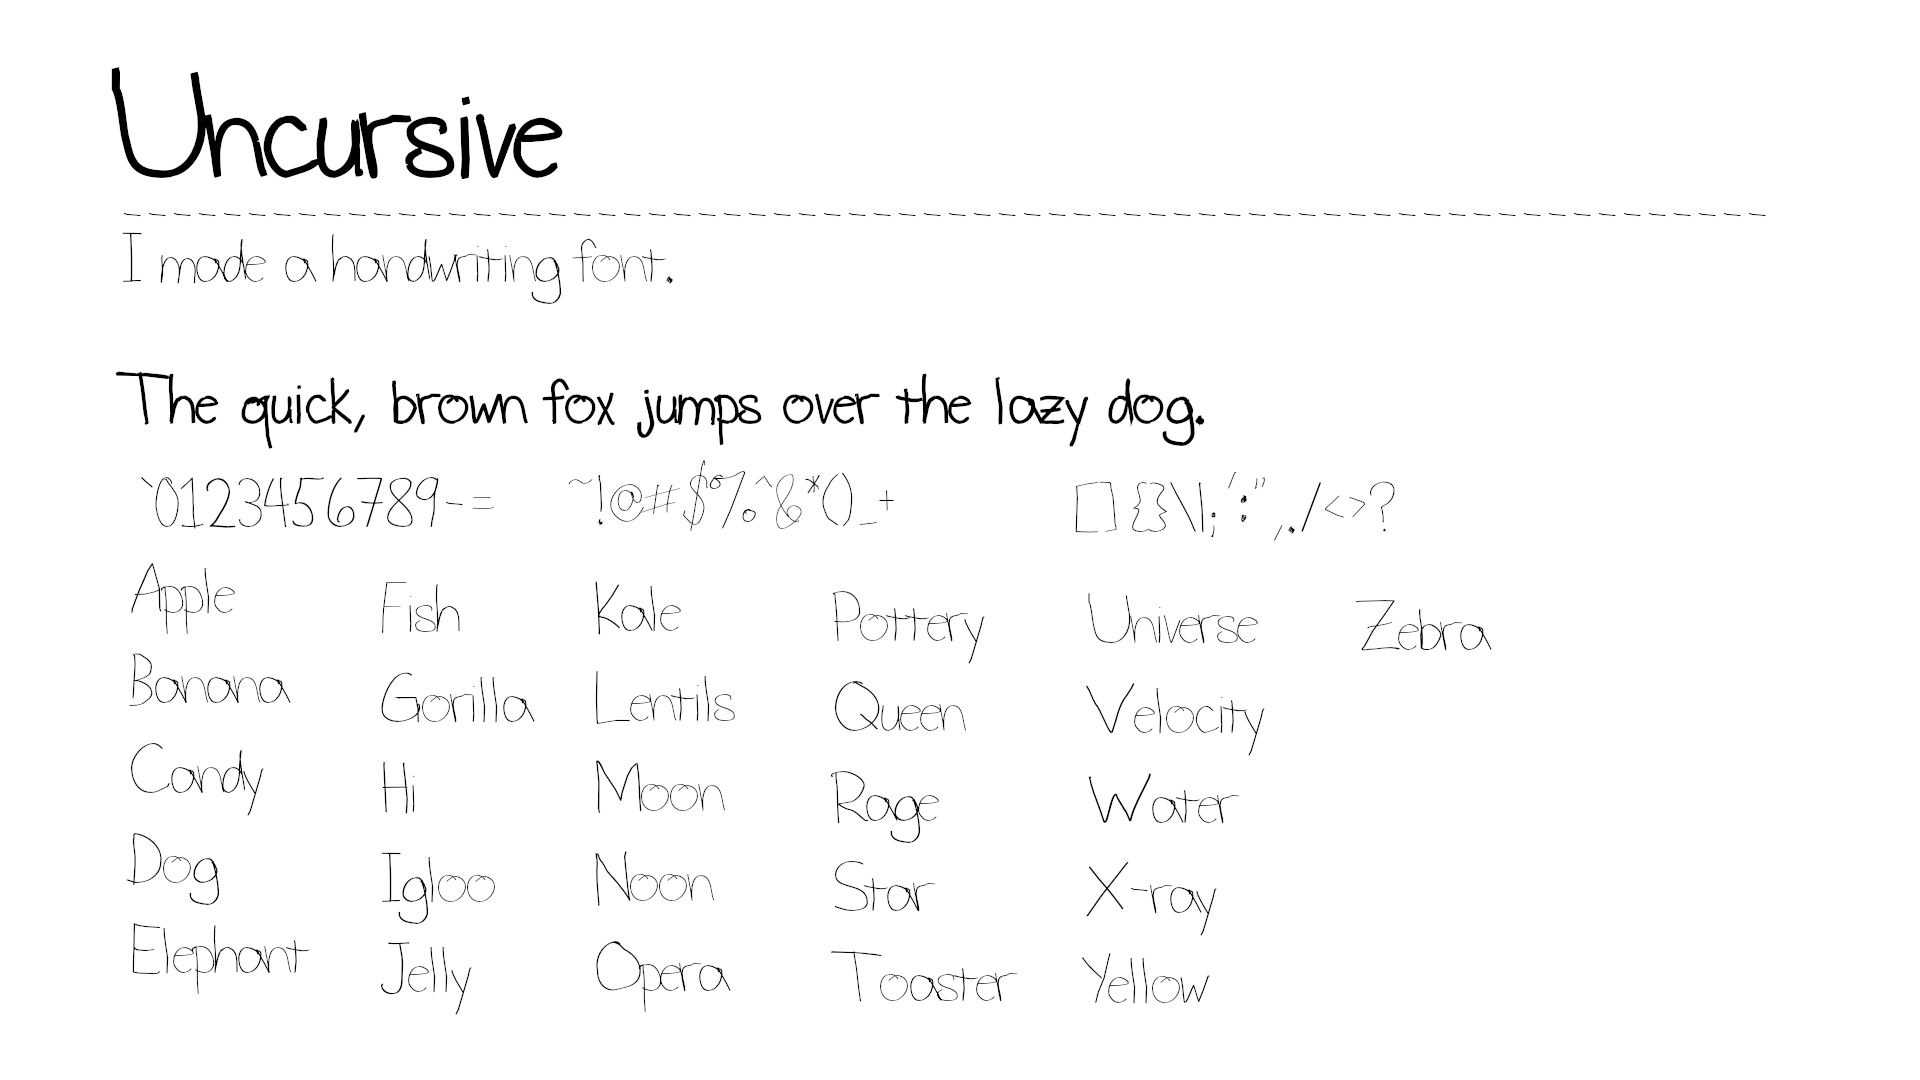 Uncursive
--------------------------------------------------------------------
I made a handwriting font.
The quick, brown fox jumps over the lazy dog.
`0123456789-= ~!@#$%^&*()_+ [] {}\|;':",./<>?
Apple Fish Kale Pottery Universe Zebra
Banana Gorilla Lentils Queen Velocity
Candy Hi Moon Rage Water
Dog Igloo Noon Star X-ray
Elephant Jelly Opera Toaster Yellow